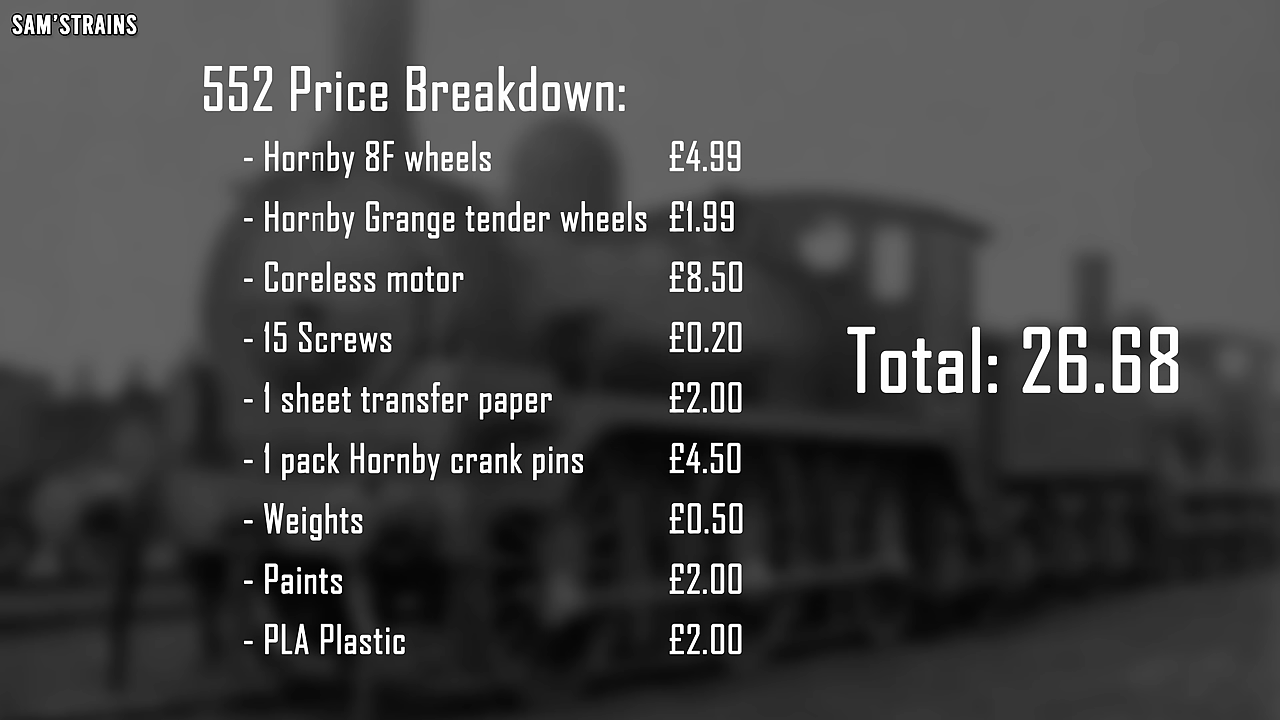 SAM'STRAINS
552 Price Breakdown:
- Hornby 8F wheels £4.99
- Hornby Grange tender wheels £1.99
- Coreless motor £8.50
- 15 Screws £0.20
- 1 sheet transfer paper £2.00
- 1 pack Hornby crank pins £4.50
- Weights £0.50
- Paints £2.00
- PLA Plastic £2.00
Total: 26.68